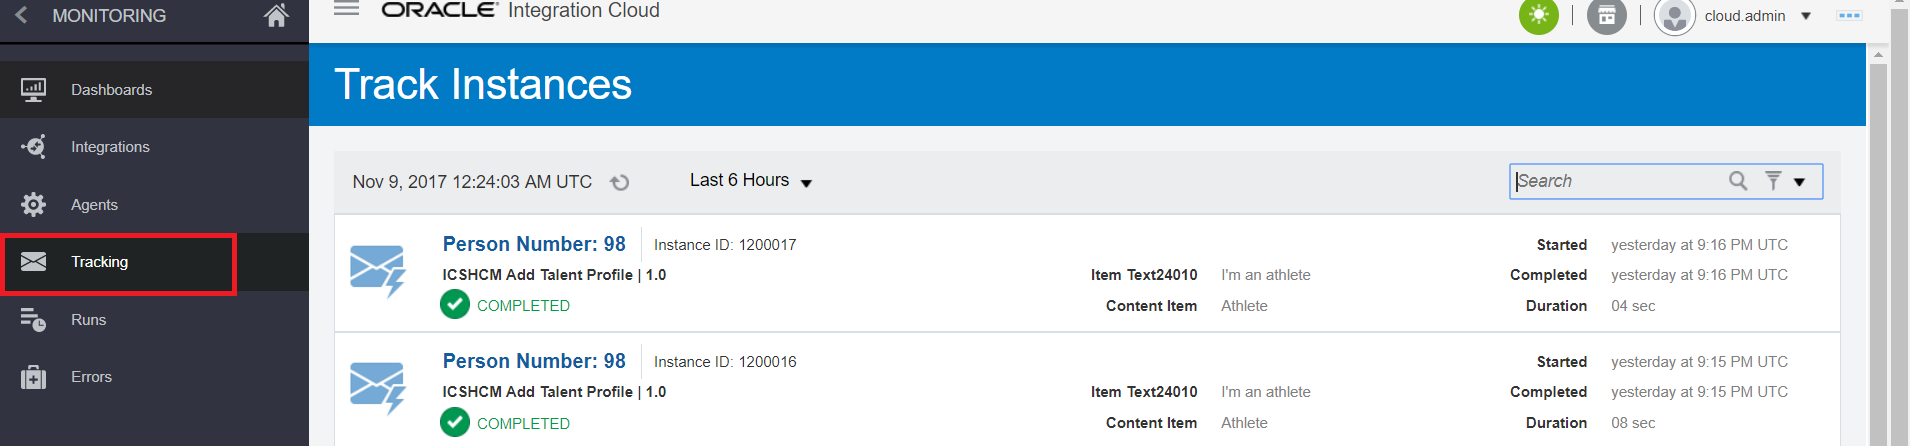 MONITORING
Dashboards
Integrations
Agents
Tracking
Runs
Errors
ORACLE® Integration Cloud
cloud.admin
Track Instances
Nov 9, 2017 12:24:03 AM UTC
Last 6 Hours
Search
Person Number: 98 Instance ID: 1200017 Started yesterday at 9:16 PM UTC
ICSHCM Add Talent Profile | 1.0 Item Text24010 I'm an athlete Completed yesterday at 9:16 PM UTC
COMPLETED Content Item Athlete Duration 04 sec
Person Number: 98 Instance ID: 1200016 Started yesterday at 9:15 PM UTC
ICSHCM Add Talent Profile | 1.0 Item Text24010 I'm an athlete Completed yesterday at 9:15 PM UTC
COMPLETED Content Item Athlete Duration 08 sec